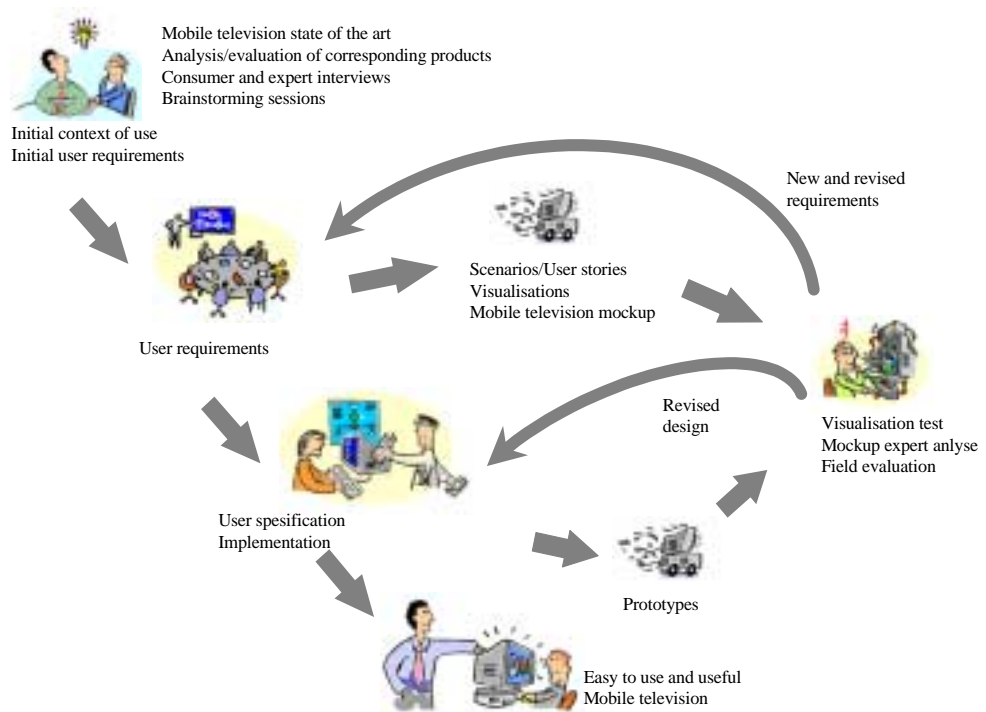 Mobile television state of the art
Analysis/evaluation of corresponding products
Consumer and expert interviews
Brainstorming sessions
Initial context of use
Initial user requirements
New and revised
requirements
Scenarios/User stories
Visualisations
Mobile television mockup
User requirements
Revised
design
Visualisation test
Mockup expert anlyse
Field evaluation
User spesification
Implementation
Prototypes
Easy to use and useful
Mobile television